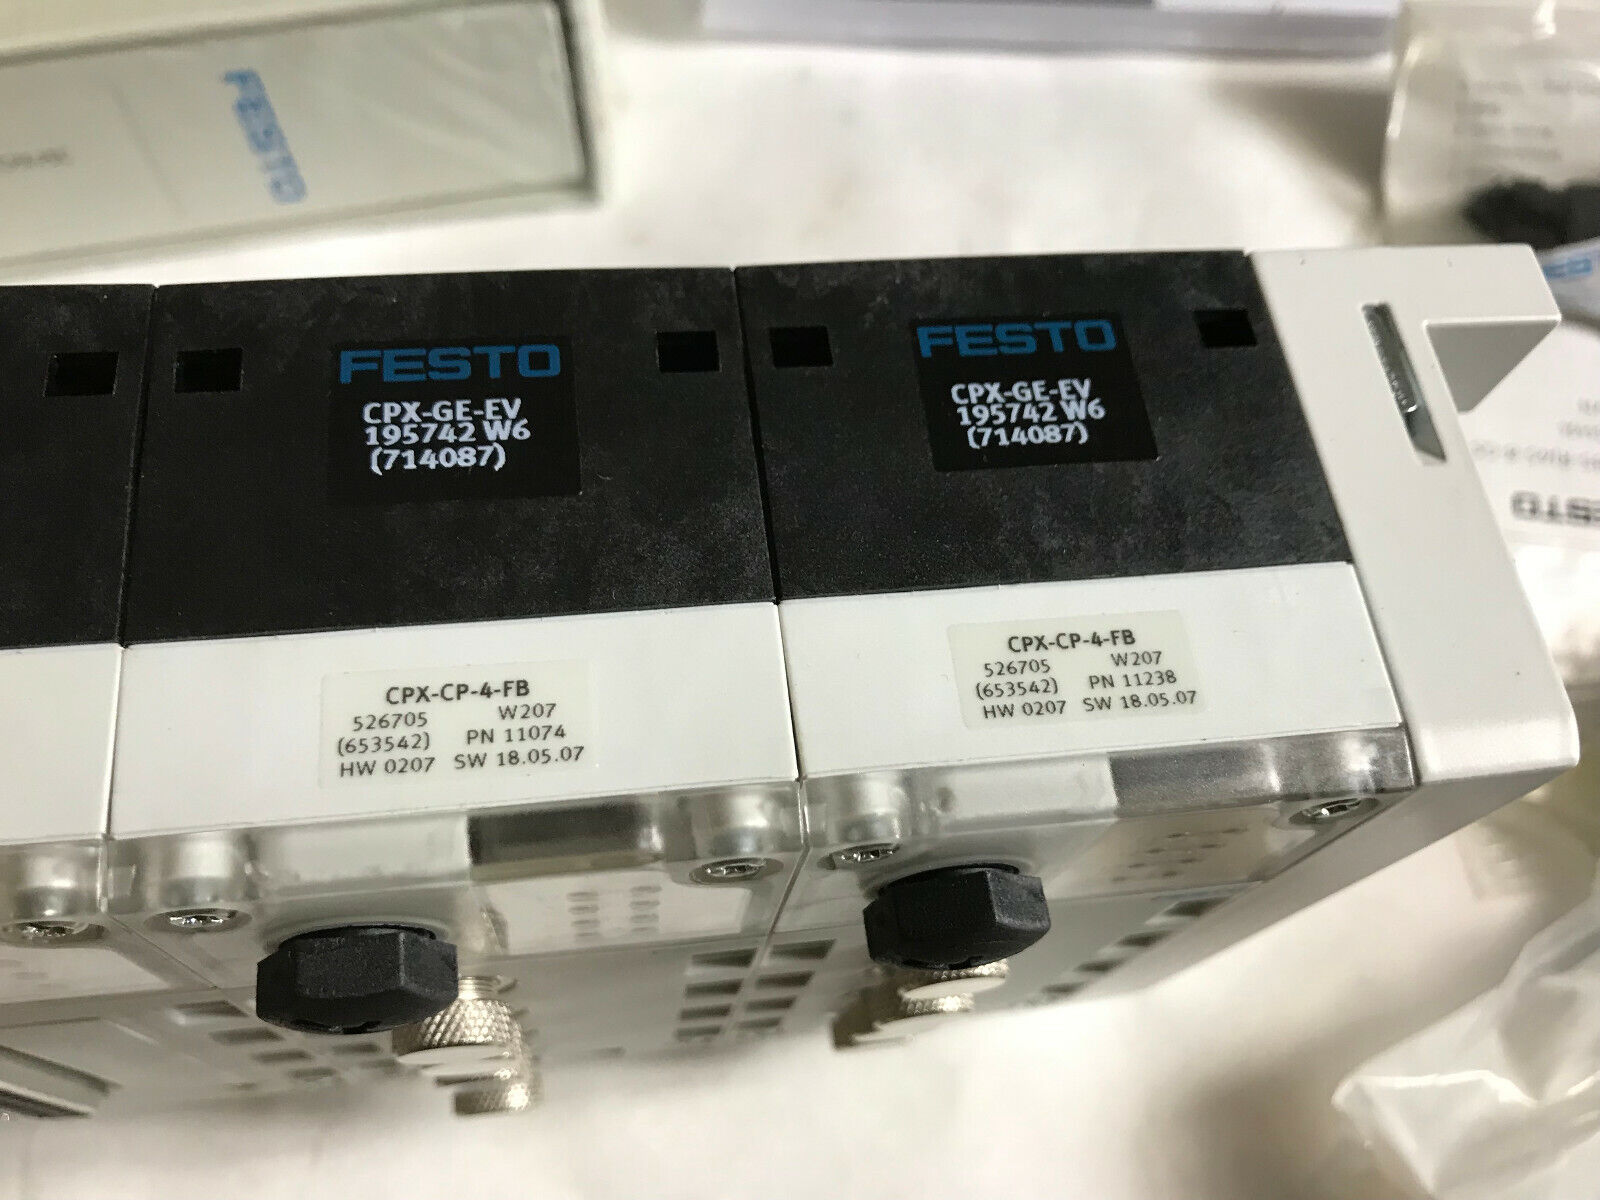 FESTO
FESTO
CPX-GE-EV
195742 W6
(714087)
FESTO
CPX-GE-EV
195742 W6
(714087)
CPX-CP-4-FB
526705 W207
(653542) PN 11074
HW 0207 SW 18.05.07
CPX-CP-4-FB
526705 W207
(653542) PN 11238
HW 0207 SW 18.05.07
FESTO